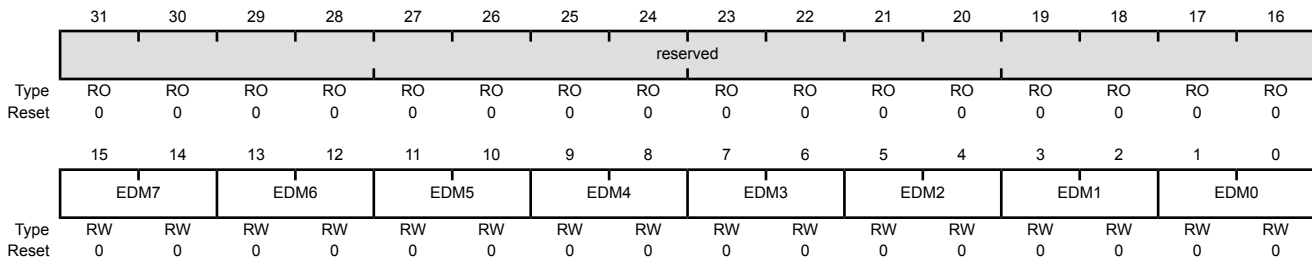 31 30 29 28 27 26 25 24 23 22 21 20 19 18 17 16
reserved
Type RO RO RO RO RO RO RO RO RO RO RO RO RO RO RO RO
Reset 0 0 0 0 0 0 0 0 0 0 0 0 0 0 0 0
15 14 13 12 11 10 9 8 7 6 5 4 3 2 1 0
EDM7 EDM6 EDM5 EDM4 EDM3 EDM2 EDM1 EDM0
Type RW RW RW RW RW RW RW RW RW RW RW RW RW RW RW RW
Reset 0 0 0 0 0 0 0 0 0 0 0 0 0 0 0 0